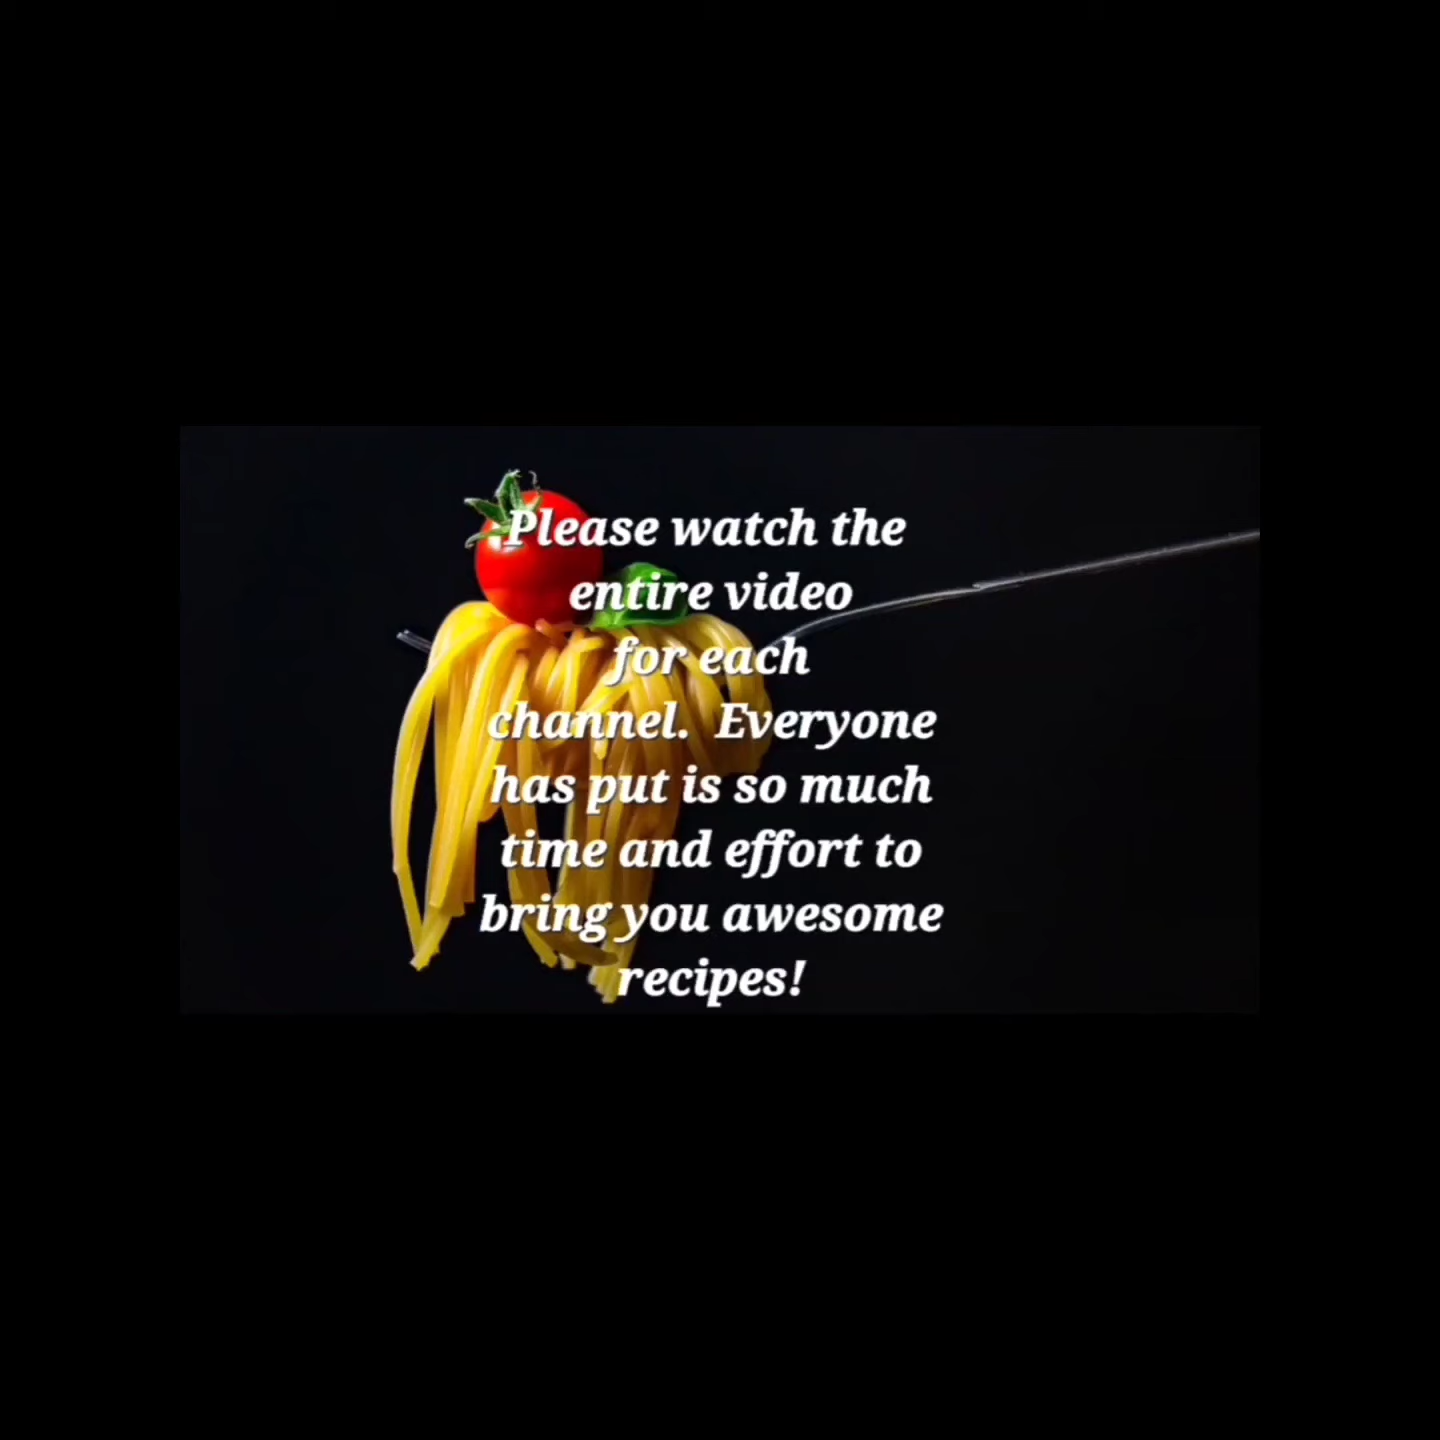 Please watch the
entire video
for each
channel.  Everyone
has put is so much
time and effort to
bring you awesome
recipes!